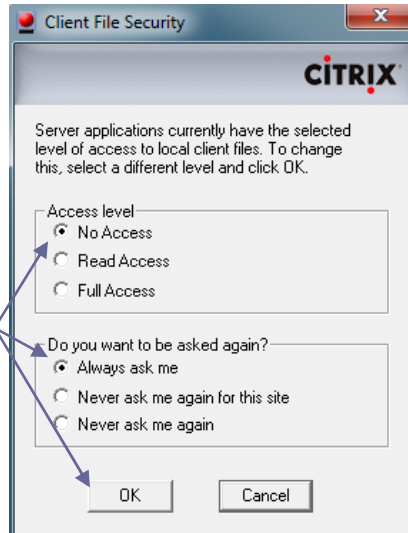 Client File Security
CİTRIX
Server applications currently have the selected
level of access to local client files. To change
this, select a different level and click OK.
Access level
No Access
Read Access
Full Access
Do you want to be asked again?
Always ask me
Never ask me again for this site
Never ask me again
OK
Cancel